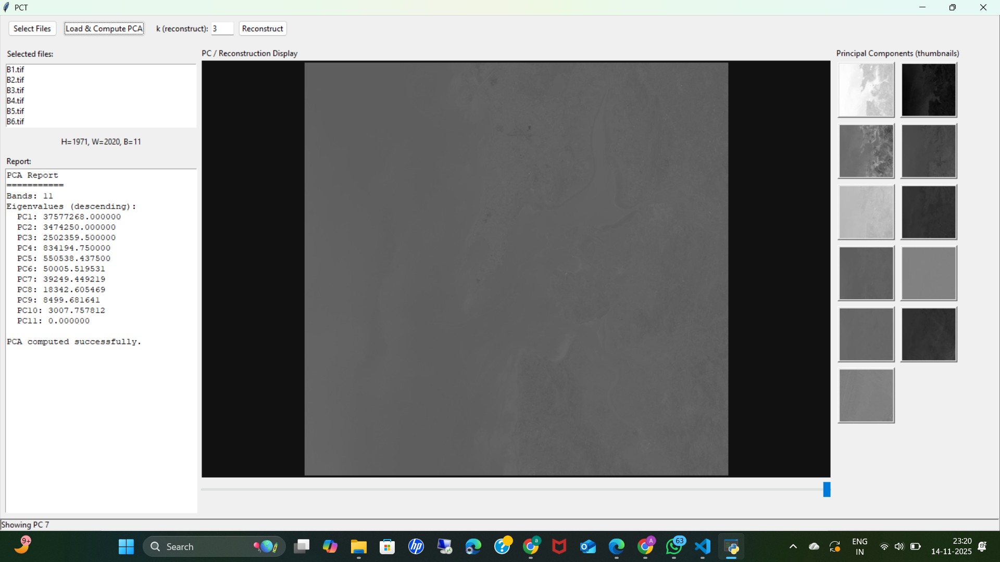 PCT
Select Files
Load & Compute PCA
k (reconstruct): 3
Reconstruct
Selected files:
B1.tif
B2.tif
B3.tif
B4.tif
B5.tif
B6.tif
H=1971, W=2020, B=11
Report:
PCA Report
===========
Bands: 11
Eigenvalues (descending):
PC1: 37577268.000000
PC2: 3474250.000000
PC3: 2502359.500000
PC4: 834194.750000
PC5: 550538.437500
PC6: 50005.519531
PC7: 39249.449219
PC8: 18342.605469
PC9: 8499.681641
PC10: 3007.757812
PC11: 0.000000
PCA computed successfully.
PC / Reconstruction Display
Principal Components (thumbnails)
Showing PC 7
9+
Search
hp
a
A
63
ENG
IN
23:20
14-11-2025